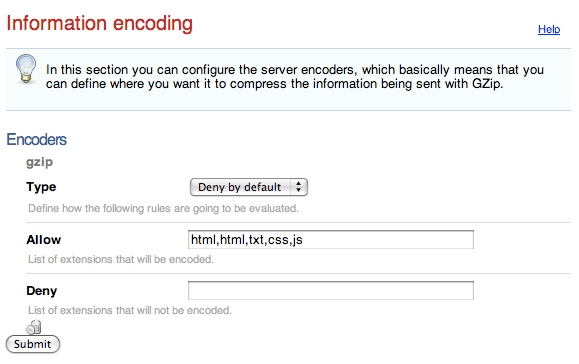 Information encoding
Help
In this section you can configure the server encoders, which basically means that you
can define where you want it to compress the information being sent with GZip.
Encoders
gzip
Type
Deny by default
Define how the following rules are going to be evaluated.
Allow
html,html,txt,css,js
List of extensions that will be encoded.
Deny
List of extensions that will not be encoded.
Submit